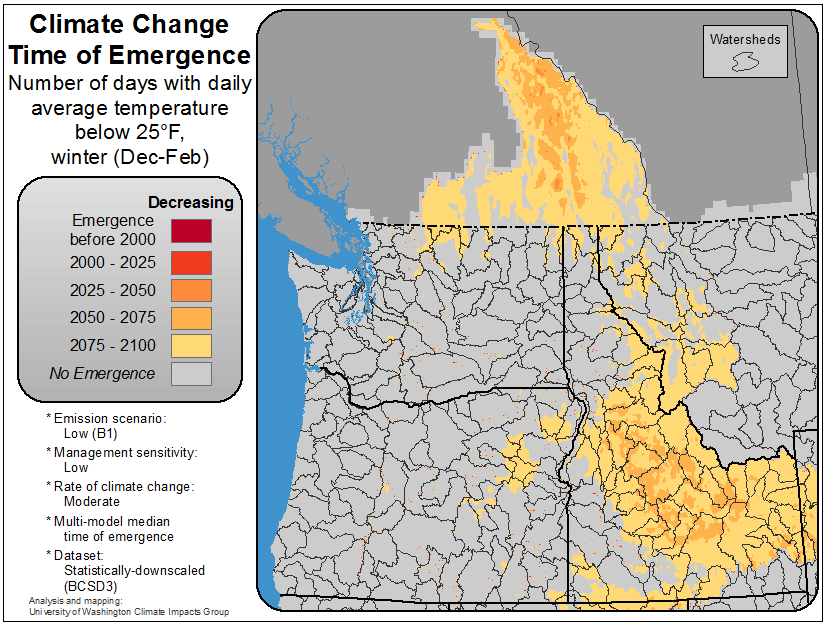 Climate Change
Time of Emergence
Number of days with daily
average temperature
below 25°F,
winter (Dec-Feb)
Decreasing
Emergence
before 2000
2000 - 2025
2025 - 2050
2050 - 2075
2075 - 2100
No Emergence
* Emission scenario:
Low (B1)
* Management sensitivity:
Low
* Rate of climate change:
Moderate
* Multi-model median
time of emergence
* Dataset:
Statistically-downscaled
(BCSD3)
Analysis and mapping:
University of Washington Climate Impacts Group
Watersheds